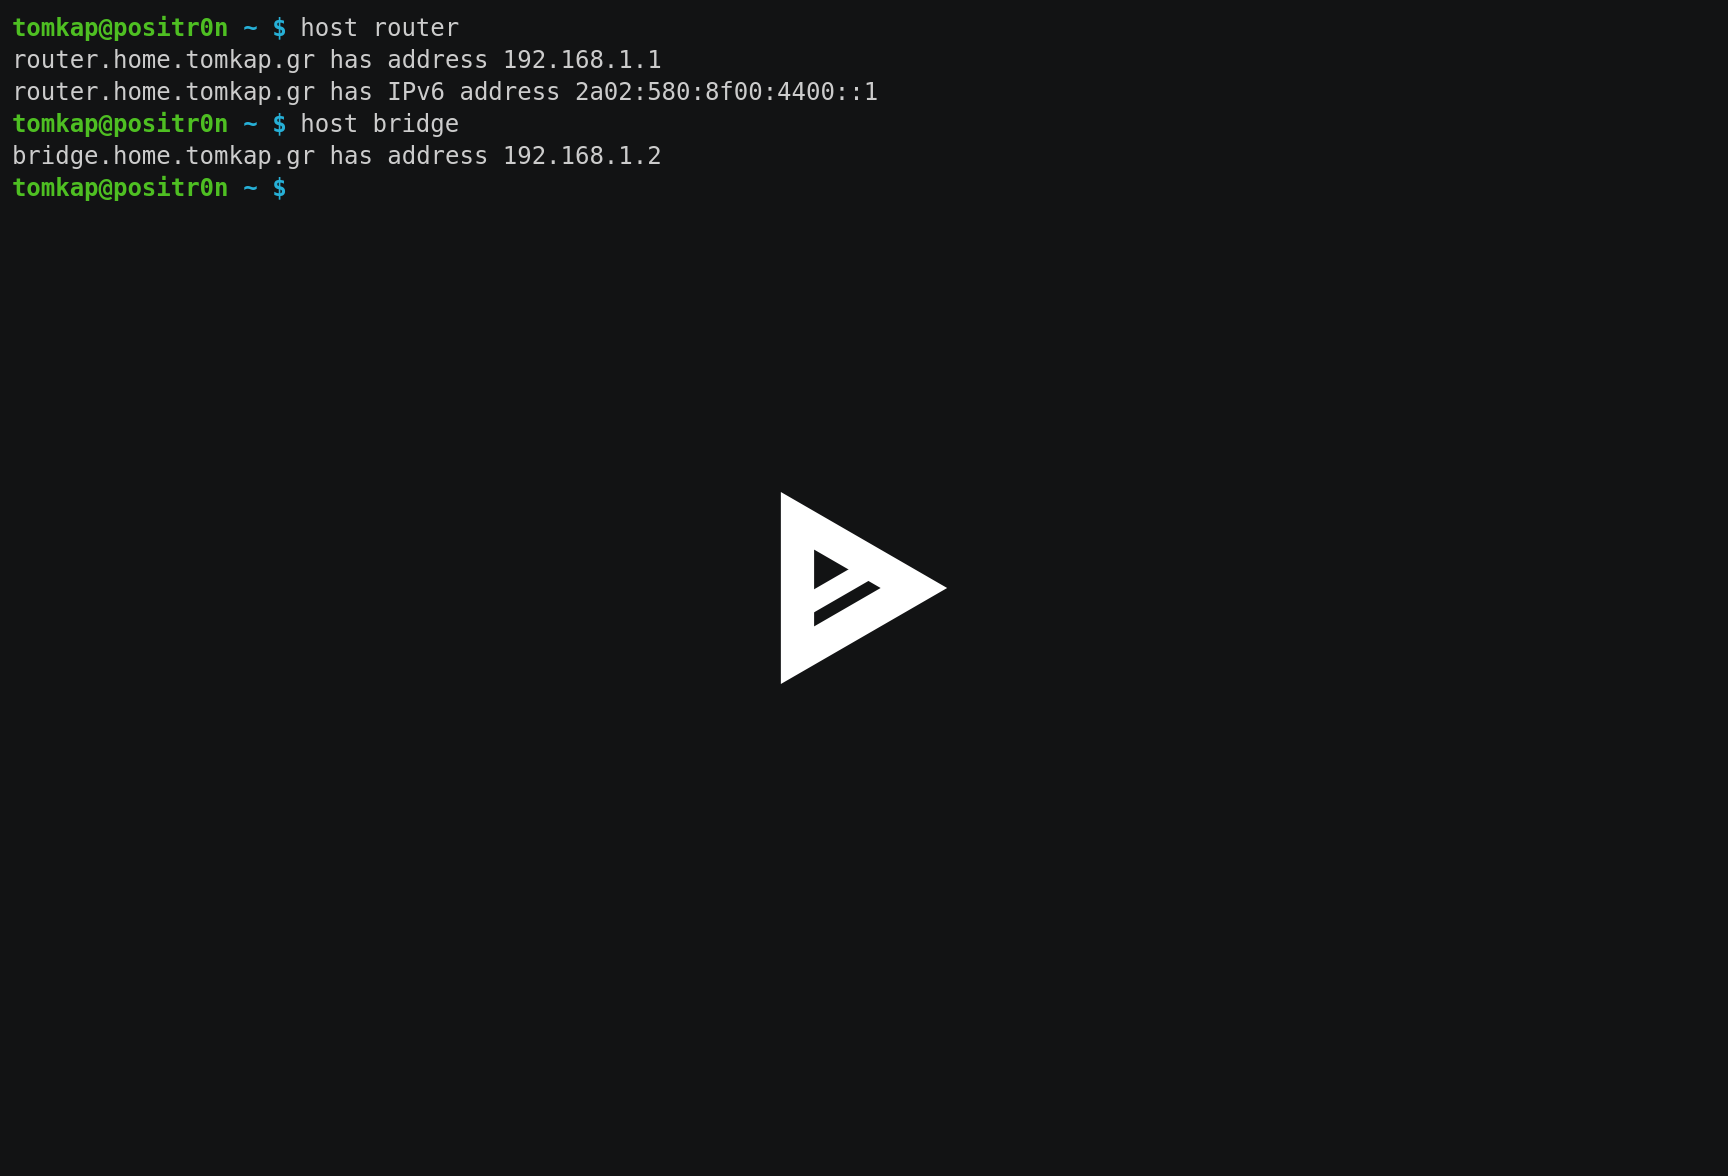 tomkap@positr0n ~ $ host router
router.home.tomkap.gr has address 192.168.1.1
router.home.tomkap.gr has IPv6 address 2a02:580:8f00:4400::1
tomkap@positr0n ~ $ host bridge
bridge.home.tomkap.gr has address 192.168.1.2
tomkap@positr0n ~ $